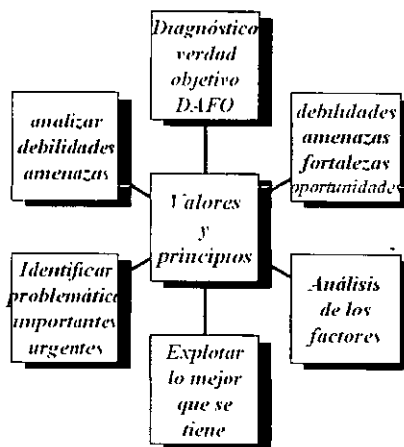 Diagnóstico
verdad
objetivo
DAFO
analizar
debilidades
amenazas
debilidades
amenazas
fortalezas
oportunidades
Valores
y
principios
Identificar
problemática
importantes
urgentes
Análisis
de los
factores
Explotar
lo mejor
que se
tiene